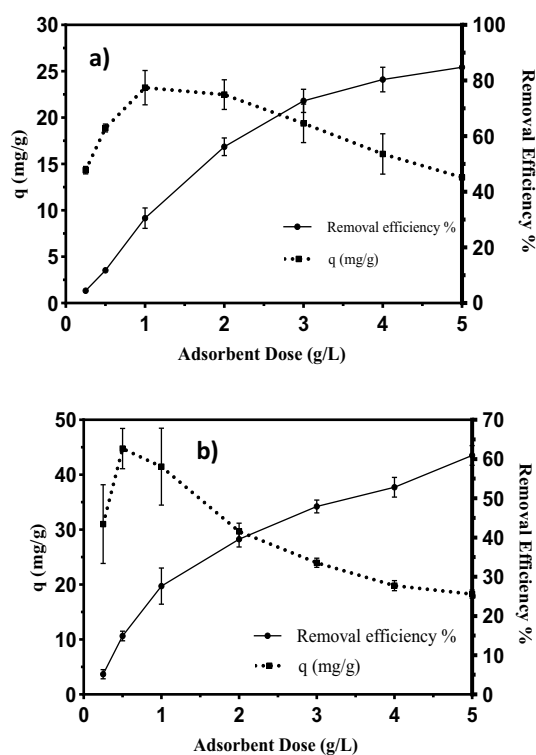 a)
q (mg/g)
30
25
20
15
10
5
0
100
80
60
40
20
0
Removal Efficiency %
Removal efficiency %
q (mg/g)
0 1 2 3 4 5
Adsorbent Dose (g/L)
b)
q (mg/g)
50
40
30
20
10
0
70
60
50
40
30
20
10
0
Removal Efficiency %
Removal efficiency %
q (mg/g)
0 1 2 3 4 5
Adsorbent Dose (g/L)